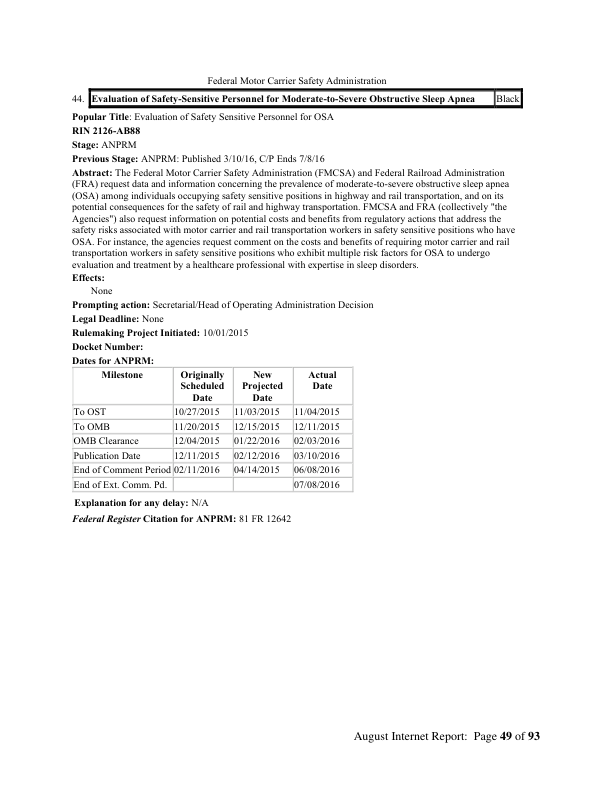 Federal Motor Carrier Safety Administration
44. Evaluation of Safety-Sensitive Personnel for Moderate-to-Severe Obstructive Sleep Apnea Black
Popular Title: Evaluation of Safety Sensitive Personnel for OSA
RIN 2126-AB88
Stage: ANPRM
Previous Stage: ANPRM: Published 3/10/16, C/P Ends 7/8/16
Abstract: The Federal Motor Carrier Safety Administration (FMCSA) and Federal Railroad Administration
(FRA) request data and information concerning the prevalence of moderate-to-severe obstructive sleep apnea
(OSA) among individuals occupying safety sensitive positions in highway and rail transportation, and on its
potential consequences for the safety of rail and highway transportation. FMCSA and FRA (collectively "the
Agencies") also request information on potential costs and benefits from regulatory actions that address the
safety risks associated with motor carrier and rail transportation workers in safety sensitive positions who have
OSA. For instance, the agencies request comment on the costs and benefits of requiring motor carrier and rail
transportation workers in safety sensitive positions who exhibit multiple risk factors for OSA to undergo
evaluation and treatment by a healthcare professional with expertise in sleep disorders.
Effects:
None
Prompting action: Secretarial/Head of Operating Administration Decision
Legal Deadline: None
Rulemaking Project Initiated: 10/01/2015
Docket Number:
Dates for ANPRM:
Milestone Originally Scheduled Date New Projected Date Actual Date
To OST 10/27/2015 11/03/2015 11/04/2015
To OMB 11/20/2015 12/15/2015 12/11/2015
OMB Clearance 12/04/2015 01/22/2016 02/03/2016
Publication Date 12/11/2015 02/12/2016 03/10/2016
End of Comment Period 02/11/2016 04/14/2015 06/08/2016
End of Ext. Comm. Pd. 07/08/2016
Explanation for any delay: N/A
Federal Register Citation for ANPRM: 81 FR 12642
August Internet Report: Page 49 of 93